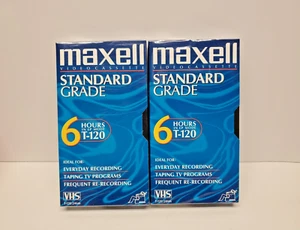 maxell
VIDEOCASSETTE
STANDARD
GRADE
6 HOURS
T-120
IDEAL FOR:
EVERYDAY RECORDING
TAPING TV PROGRAMS
FREQUENT RE-RECORDING
VHS
maxell
VIDEOCASSETTE
STANDARD
GRADE
6 HOURS
T-120
IDEAL FOR:
EVERYDAY RECORDING
TAPING TV PROGRAMS
FREQUENT RE-RECORDING
VHS